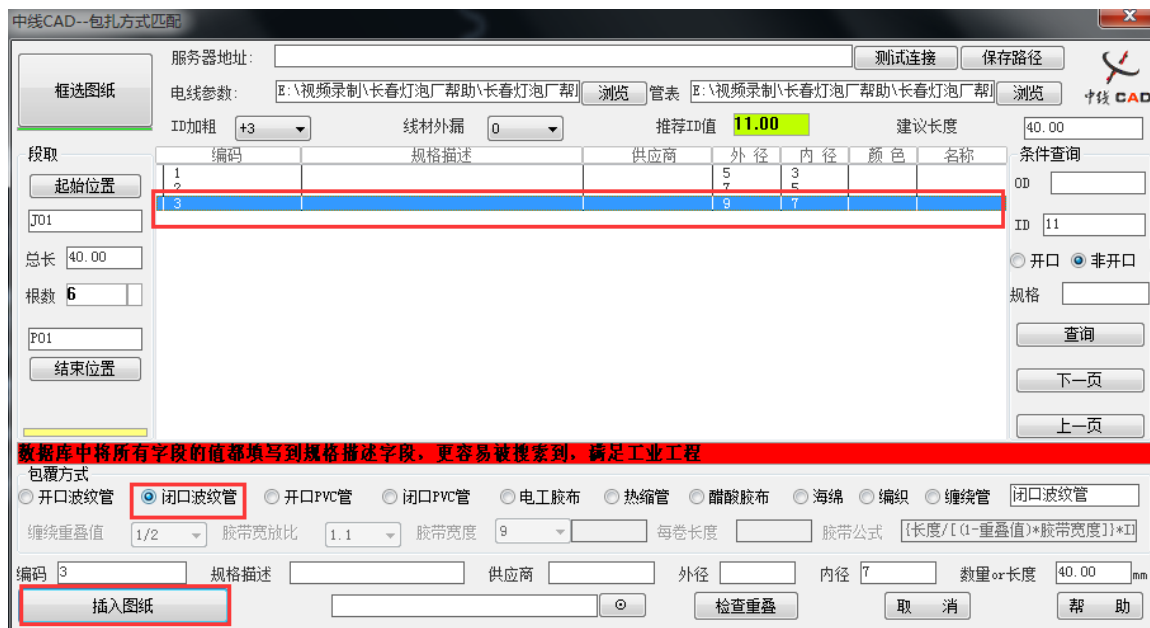 中线CAD--包扎方式匹配
框选图纸
服务器地址:
测试连接
保存路径
电线参数:
E:\视频录制\长春灯泡厂帮助\长春灯泡厂帮
浏览
管表
E:\视频录制\长春灯泡厂帮助\长春灯泡厂帮
浏览
中线 CAD
ID加粗
+3
线材外漏
0
推荐ID值
11.00
建议长度
40.00
段取
起始位置
J01
总长
40.00
根数
6
P01
结束位置
编码 规格描述 供应商 外 径 内 径 颜 色 名称
1 5 3
2 7 5
3 9 7
条件查询
OD
ID
11
开口
非开口
规格
查询
下一页
上一页
数据库中将所有字段的值都填写到规格描述字段，更容易被搜索到，满足工业工程
包覆方式
开口波纹管 闭口波纹管 开口PVC管 闭口PVC管 电工胶布 热缩管 醋酸胶布 海绵 编织 缠绕管 闭口波纹管
缠绕重叠值 1/2 胶带宽放比 1.1 胶带宽度 9 每卷长度 胶带公式 {长度/[(1-重叠值)*胶带宽度]}*
编码 3 规格描述 供应商 外径 内径 7 数量or长度 40.00 mm
插入图纸
检查重叠
取 消
帮 助